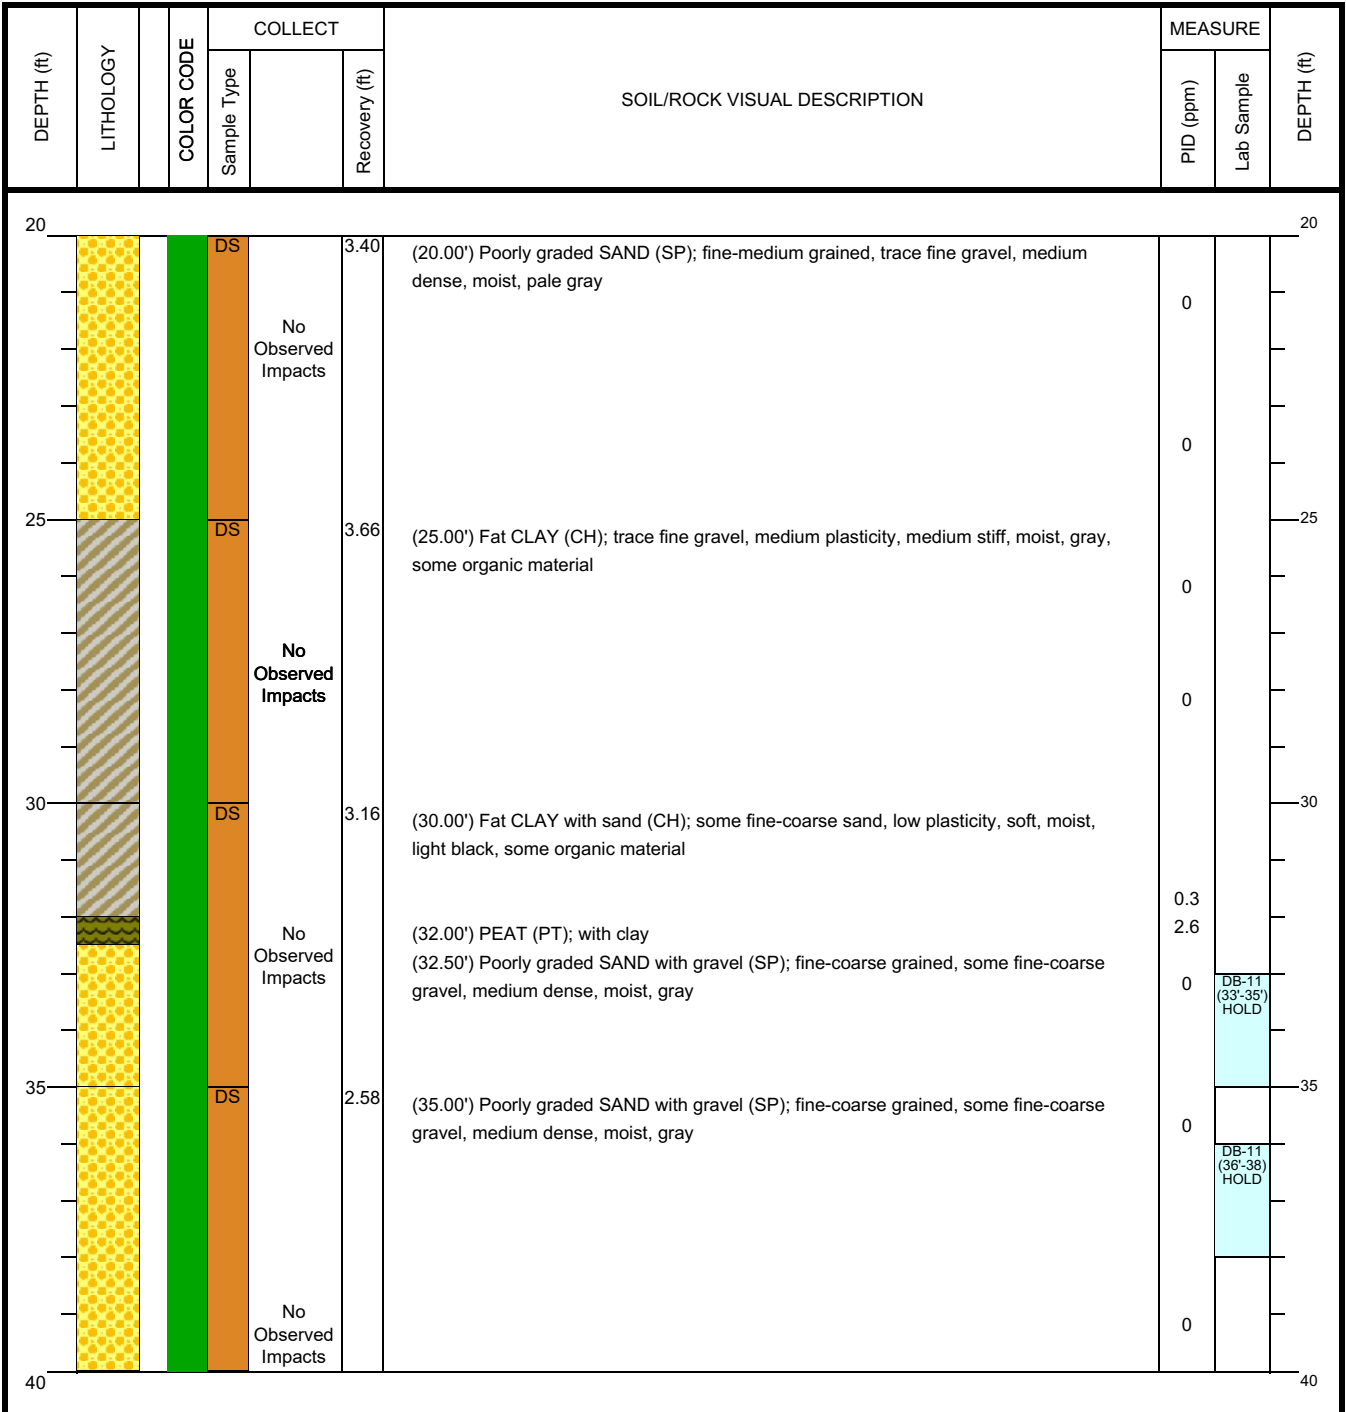 DEPTH (ft)
LITHOLOGY
COLOR CODE
COLLECT
Sample Type
Recovery (ft)
SOIL/ROCK VISUAL DESCRIPTION
MEASURE
PID (ppm)
Lab Sample
DEPTH (ft)
20
20
DS
3.40
(20.00') Poorly graded SAND (SP); fine-medium grained, trace fine gravel, medium
dense, moist, pale gray
0
No
Observed
Impacts
0
25
DS
3.66
(25.00') Fat CLAY (CH); trace fine gravel, medium plasticity, medium stiff, moist, gray,
some organic material
25
0
No
Observed
Impacts
0
30
DS
3.16
(30.00') Fat CLAY with sand (CH); some fine-coarse sand, low plasticity, soft, moist,
light black, some organic material
30
0.3
No
Observed
Impacts
(32.00') PEAT (PT); with clay
2.6
(32.50') Poorly graded SAND with gravel (SP); fine-coarse grained, some fine-coarse
gravel, medium dense, moist, gray
0
DB-11
(33'-35')
HOLD
35
DS
2.58
(35.00') Poorly graded SAND with gravel (SP); fine-coarse grained, some fine-coarse
gravel, medium dense, moist, gray
35
0
DB-11
(36'-38)
HOLD
No
Observed
Impacts
0
40
40